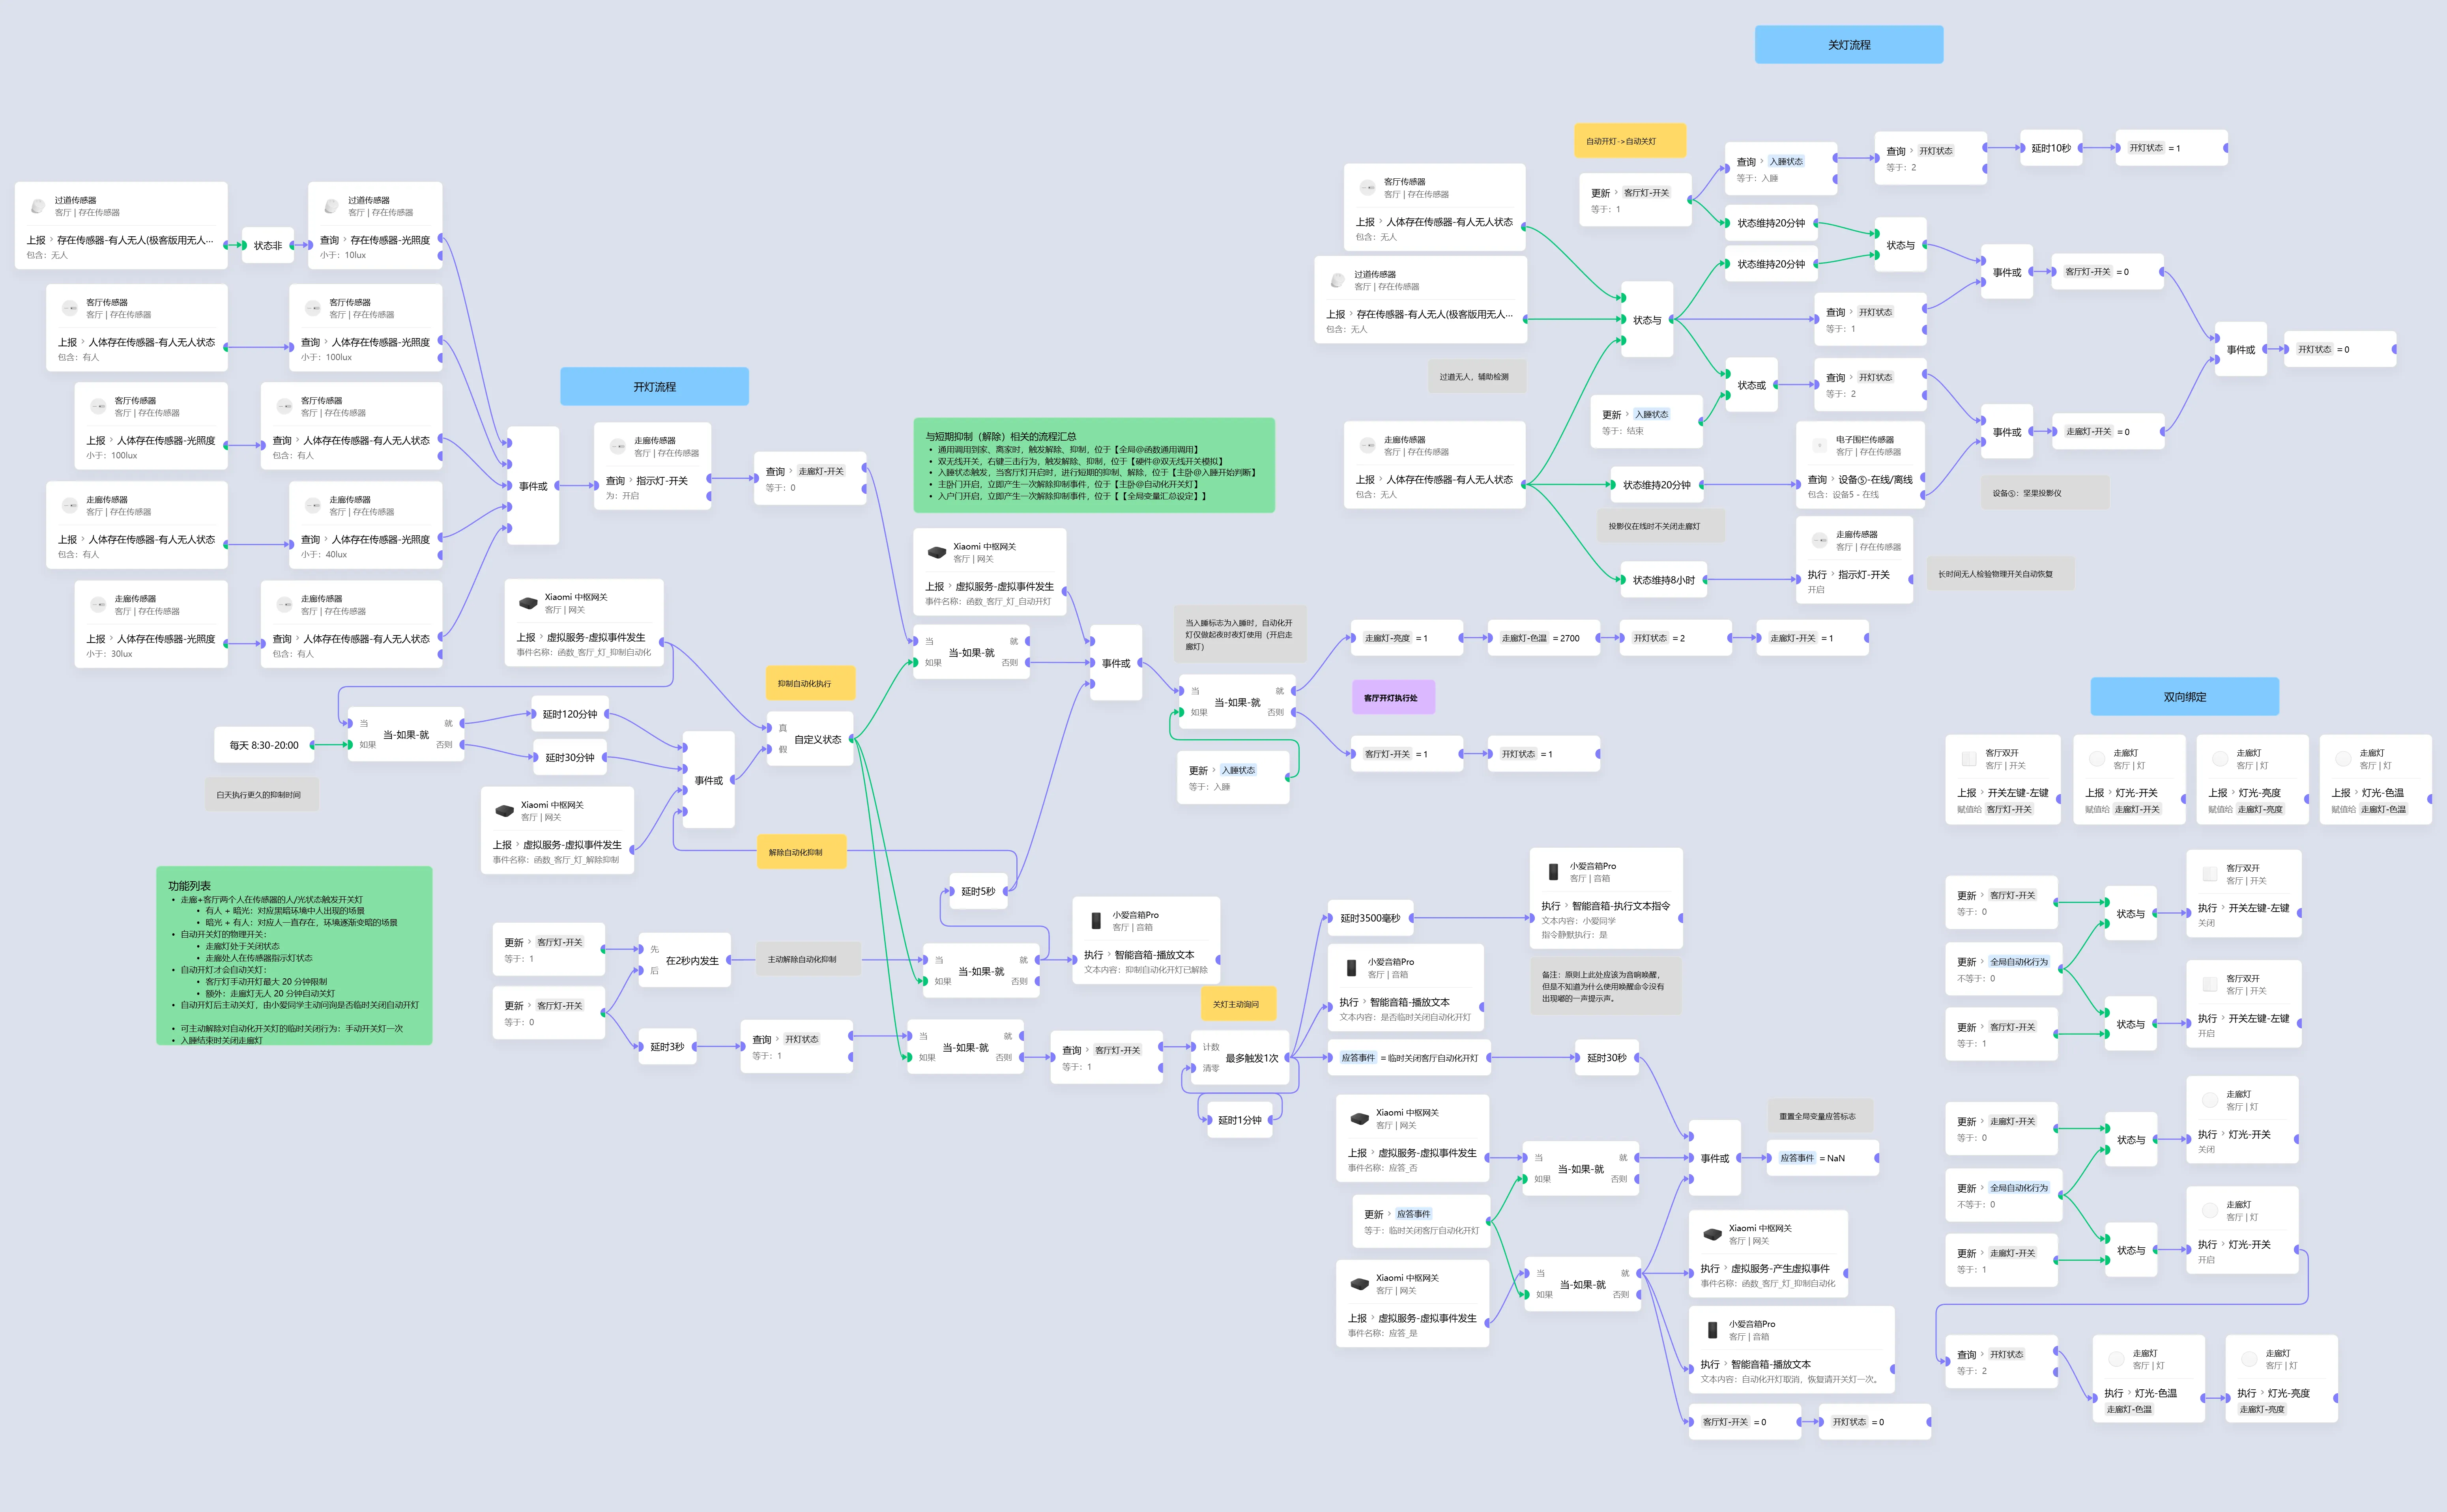 关灯流程
自动开灯->自动关灯
更新 › 客厅灯-开关
等于：1
查询 › 入睡状态
等于：入睡
查询 › 开灯状态
等于：2
延时10秒
开灯状态 = 1
客厅传感器
客厅 | 存在传感器
上报 › 人体存在传感器-有人无人状态
包含：无人
过道传感器
客厅 | 存在传感器
上报 › 存在传感器-有人无人(极客版用无人...
包含：无人
过道无人，辅助检测
走廊传感器
客厅 | 存在传感器
上报 › 人体存在传感器-有人无人状态
包含：无人
状态与
状态维持20分钟
状态维持20分钟
状态与
查询 › 开灯状态
等于：1
事件或
客厅灯-开关 = 0
状态或
更新 › 入睡状态
等于：结束
查询 › 开灯状态
等于：2
电子围栏传感器
客厅 | 存在传感器
查询 › 设备⑤-在线/离线
包含：设备5 - 在线
事件或
走廊灯-开关 = 0
事件或
开灯状态 = 0
设备⑤：坚果投影仪
状态维持20分钟
投影仪在线时不关闭走廊灯
状态维持8小时
走廊传感器
客厅 | 存在传感器
执行 › 指示灯-开关
开启
长时间无人检验物理开关自动恢复
过道传感器
客厅 | 存在传感器
上报 › 存在传感器-有人无人(极客版用无人...
包含：无人
状态非
过道传感器
客厅 | 存在传感器
查询 › 存在传感器-光照度
小于：10lux
客厅传感器
客厅 | 存在传感器
上报 › 人体存在传感器-有人无人状态
包含：有人
客厅传感器
客厅 | 存在传感器
查询 › 人体存在传感器-光照度
小于：100lux
客厅传感器
客厅 | 存在传感器
上报 › 人体存在传感器-光照度
小于：100lux
客厅传感器
客厅 | 存在传感器
查询 › 人体存在传感器-有人无人状态
包含：有人
走廊传感器
客厅 | 存在传感器
上报 › 人体存在传感器-有人无人状态
包含：有人
走廊传感器
客厅 | 存在传感器
查询 › 人体存在传感器-光照度
小于：40lux
走廊传感器
客厅 | 存在传感器
上报 › 人体存在传感器-光照度
小于：30lux
走廊传感器
客厅 | 存在传感器
查询 › 人体存在传感器-有人无人状态
包含：有人
开灯流程
事件或
走廊传感器
客厅 | 存在传感器
查询 › 指示灯-开关
为：开启
查询 › 走廊灯-开关
等于：0
与短期抑制（解除）相关的流程汇总
• 通用调用到家、离家时，触发解除、抑制，位于【全局@函数通用调用】
• 双无线开关，右键三击行为，触发解除、抑制，位于【硬件@双无线开关模拟】
• 入睡状态触发，当客厅灯开启时，进行短期的抑制、解除，位于【主卧@入睡开始判断】
• 主卧门开启，立即产生一次解除抑制事件，位于【主卧@自动化开关灯】
• 入户门开启，立即产生一次解除抑制事件，位于【【全局变量汇总设定】】
Xiaomi 中枢网关
客厅 | 网关
上报 › 虚拟服务-虚拟事件发生
事件名称：函数_客厅_灯_自动开灯
Xiaomi 中枢网关
客厅 | 网关
上报 › 虚拟服务-虚拟事件发生
事件名称：函数_客厅_灯_抑制自动化
当 就
当-如果-就
如果 否则
事件或
当入睡标志为入睡时，自动化开
灯仅做起夜时夜灯使用（开启走
廊灯）
走廊灯-亮度 = 1
走廊灯-色温 = 2700
开灯状态 = 2
走廊灯-开关 = 1
当 就
当-如果-就
如果 否则
客厅开灯执行处
客厅灯-开关 = 1
开灯状态 = 1
更新 › 入睡状态
等于：入睡
抑制自动化执行
真
自定义状态
假
每天 8:30-20:00
白天执行更久的抑制时间
当 就
当-如果-就
如果 否则
延时120分钟
延时30分钟
事件或
Xiaomi 中枢网关
客厅 | 网关
上报 › 虚拟服务-虚拟事件发生
事件名称：函数_客厅_灯_解除抑制
解除自动化抑制
功能列表
• 走廊+客厅两个人在传感器的人/光状态触发开关灯
• 有人 + 暗光：对应黑暗环境中人出现的场景
• 暗光 + 有人：对应人一直存在，环境逐渐变暗的场景
• 自动开关灯的物理开关：
• 走廊灯处于关闭状态
• 走廊处人在传感器指示灯状态
• 自动开灯才会自动关灯：
• 客厅灯手动开灯最大 20 分钟限制
• 额外：走廊灯无人 20 分钟自动关灯
• 自动开灯后主动关灯，由小爱同学主动问询是否临时关闭自动开灯
• 可主动解除对自动化开关灯的临时关闭行为：手动开关灯一次
• 入睡结束时关闭走廊灯
更新 › 客厅灯-开关
等于：1
更新 › 客厅灯-开关
等于：0
先
在2秒内发生
后
主动解除自动化抑制
延时5秒
当 就
当-如果-就
如果 否则
小爱音箱Pro
客厅 | 音箱
执行 › 智能音箱-播放文本
文本内容：抑制自动化开灯已解除
延时3秒
查询 › 开灯状态
等于：1
当 就
当-如果-就
如果 否则
查询 › 客厅灯-开关
等于：1
关灯主动询问
计数
最多触发1次
清零
延时1分钟
延时3500毫秒
小爱音箱Pro
客厅 | 音箱
执行 › 智能音箱-执行文本指令
文本内容：小爱同学
指令静默执行：是
小爱音箱Pro
客厅 | 音箱
执行 › 智能音箱-播放文本
文本内容：是否临时关闭自动化开灯
备注：原则上此处应该为音响唤醒，
但是不知道为什么使用唤醒命令没有
出现嘟的一声提示声。
应答事件 = 临时关闭客厅自动化开灯
延时30秒
Xiaomi 中枢网关
客厅 | 网关
上报 › 虚拟服务-虚拟事件发生
事件名称：应答_否
更新 › 应答事件
等于：临时关闭客厅自动化开灯
Xiaomi 中枢网关
客厅 | 网关
上报 › 虚拟服务-虚拟事件发生
事件名称：应答_是
当 就
当-如果-就
如果 否则
当 就
当-如果-就
如果 否则
事件或
重置全局变量应答标志
应答事件 = NaN
Xiaomi 中枢网关
客厅 | 网关
执行 › 虚拟服务-产生虚拟事件
事件名称：函数_客厅_灯_抑制自动化
小爱音箱Pro
客厅 | 音箱
执行 › 智能音箱-播放文本
文本内容：自动化开灯取消，恢复请开关灯一次。
客厅灯-开关 = 0
开灯状态 = 0
双向绑定
客厅双开
客厅 | 开关
上报 › 开关左键-左键
赋值给 客厅灯-开关
走廊灯
客厅 | 灯
上报 › 灯光-开关
赋值给 走廊灯-开关
走廊灯
客厅 | 灯
上报 › 灯光-亮度
赋值给 走廊灯-亮度
走廊灯
客厅 | 灯
上报 › 灯光-色温
赋值给 走廊灯-色温
更新 › 客厅灯-开关
等于：0
更新 › 全局自动化行为
不等于：0
更新 › 客厅灯-开关
等于：1
状态与
状态与
客厅双开
客厅 | 开关
执行 › 开关左键-左键
关闭
客厅双开
客厅 | 开关
执行 › 开关左键-左键
开启
更新 › 走廊灯-开关
等于：0
更新 › 全局自动化行为
不等于：0
更新 › 走廊灯-开关
等于：1
状态与
状态与
走廊灯
客厅 | 灯
执行 › 灯光-开关
关闭
走廊灯
客厅 | 灯
执行 › 灯光-开关
开启
查询 › 开灯状态
等于：2
走廊灯
客厅 | 灯
执行 › 灯光-色温
走廊灯-色温
走廊灯
客厅 | 灯
执行 › 灯光-亮度
走廊灯-亮度